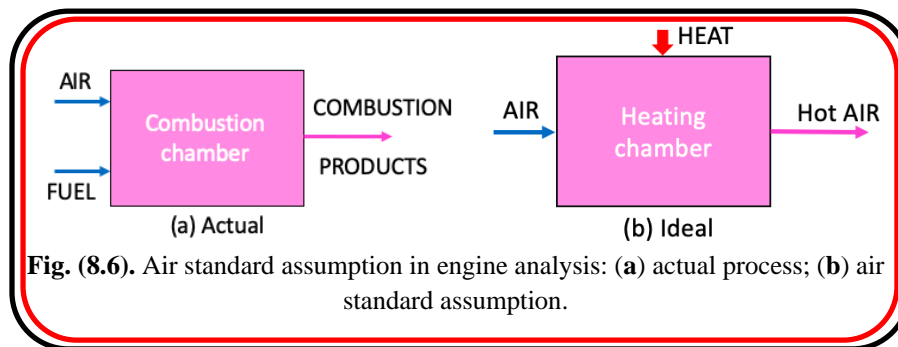 AIR
FUEL
Combustion
chamber
COMBUSTION
PRODUCTS
(a) Actual
HEAT
AIR
Heating
chamber
Hot AIR
(b) Ideal
Fig. (8.6). Air standard assumption in engine analysis: (a) actual process; (b) air
standard assumption.